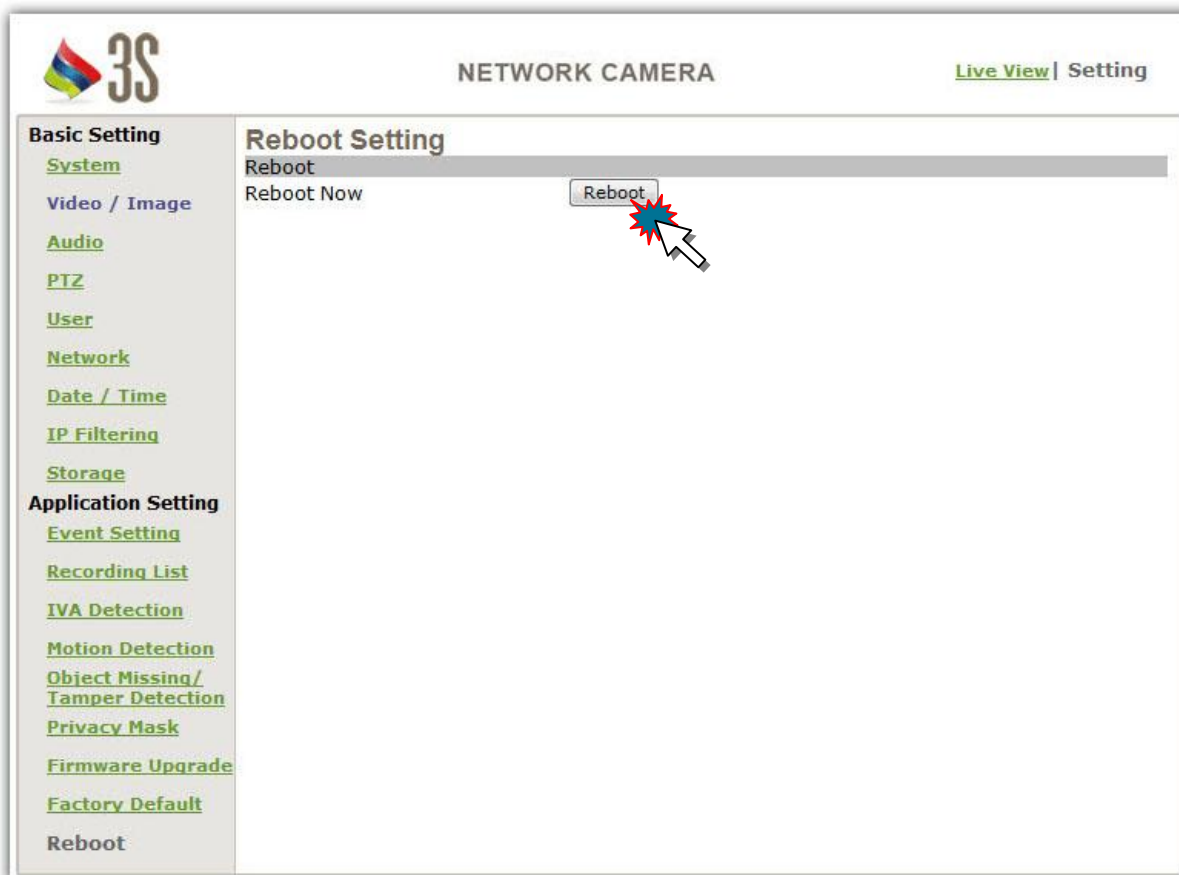 3S
NETWORK CAMERA
Live View| Setting
Basic Setting
System
Video / Image
Audio
PTZ
User
Network
Date / Time
IP Filtering
Storage
Application Setting
Event Setting
Recording List
IVA Detection
Motion Detection
Object Missing/
Tamper Detection
Privacy Mask
Firmware Upgrade
Factory Default
Reboot
Reboot Setting
Reboot
Reboot Now Reboot